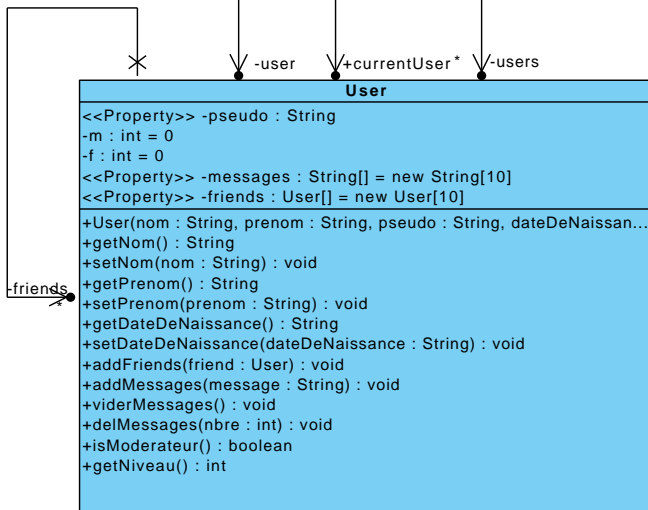 -user
+currentUser
*
-users
User
<<Property>> -pseudo : String
-m : int = 0
-f : int = 0
<<Property>> -messages : String[] = new String[10]
<<Property>> -friends : User[] = new User[10]
+User(nom : String, prenom : String, pseudo : String, dateDeNaissan...
+getNom() : String
+setNom(nom : String) : void
+getPrenom() : String
+setPrenom(prenom : String) : void
+getDateDeNaissance() : String
+setDateDeNaissance(dateDeNaissance : String) : void
+addFriends(friend : User) : void
+addMessages(message : String) : void
+viderMessages() : void
+delMessages(nbre : int) : void
+isModerateur() : boolean
+getNiveau() : int
-friends
*